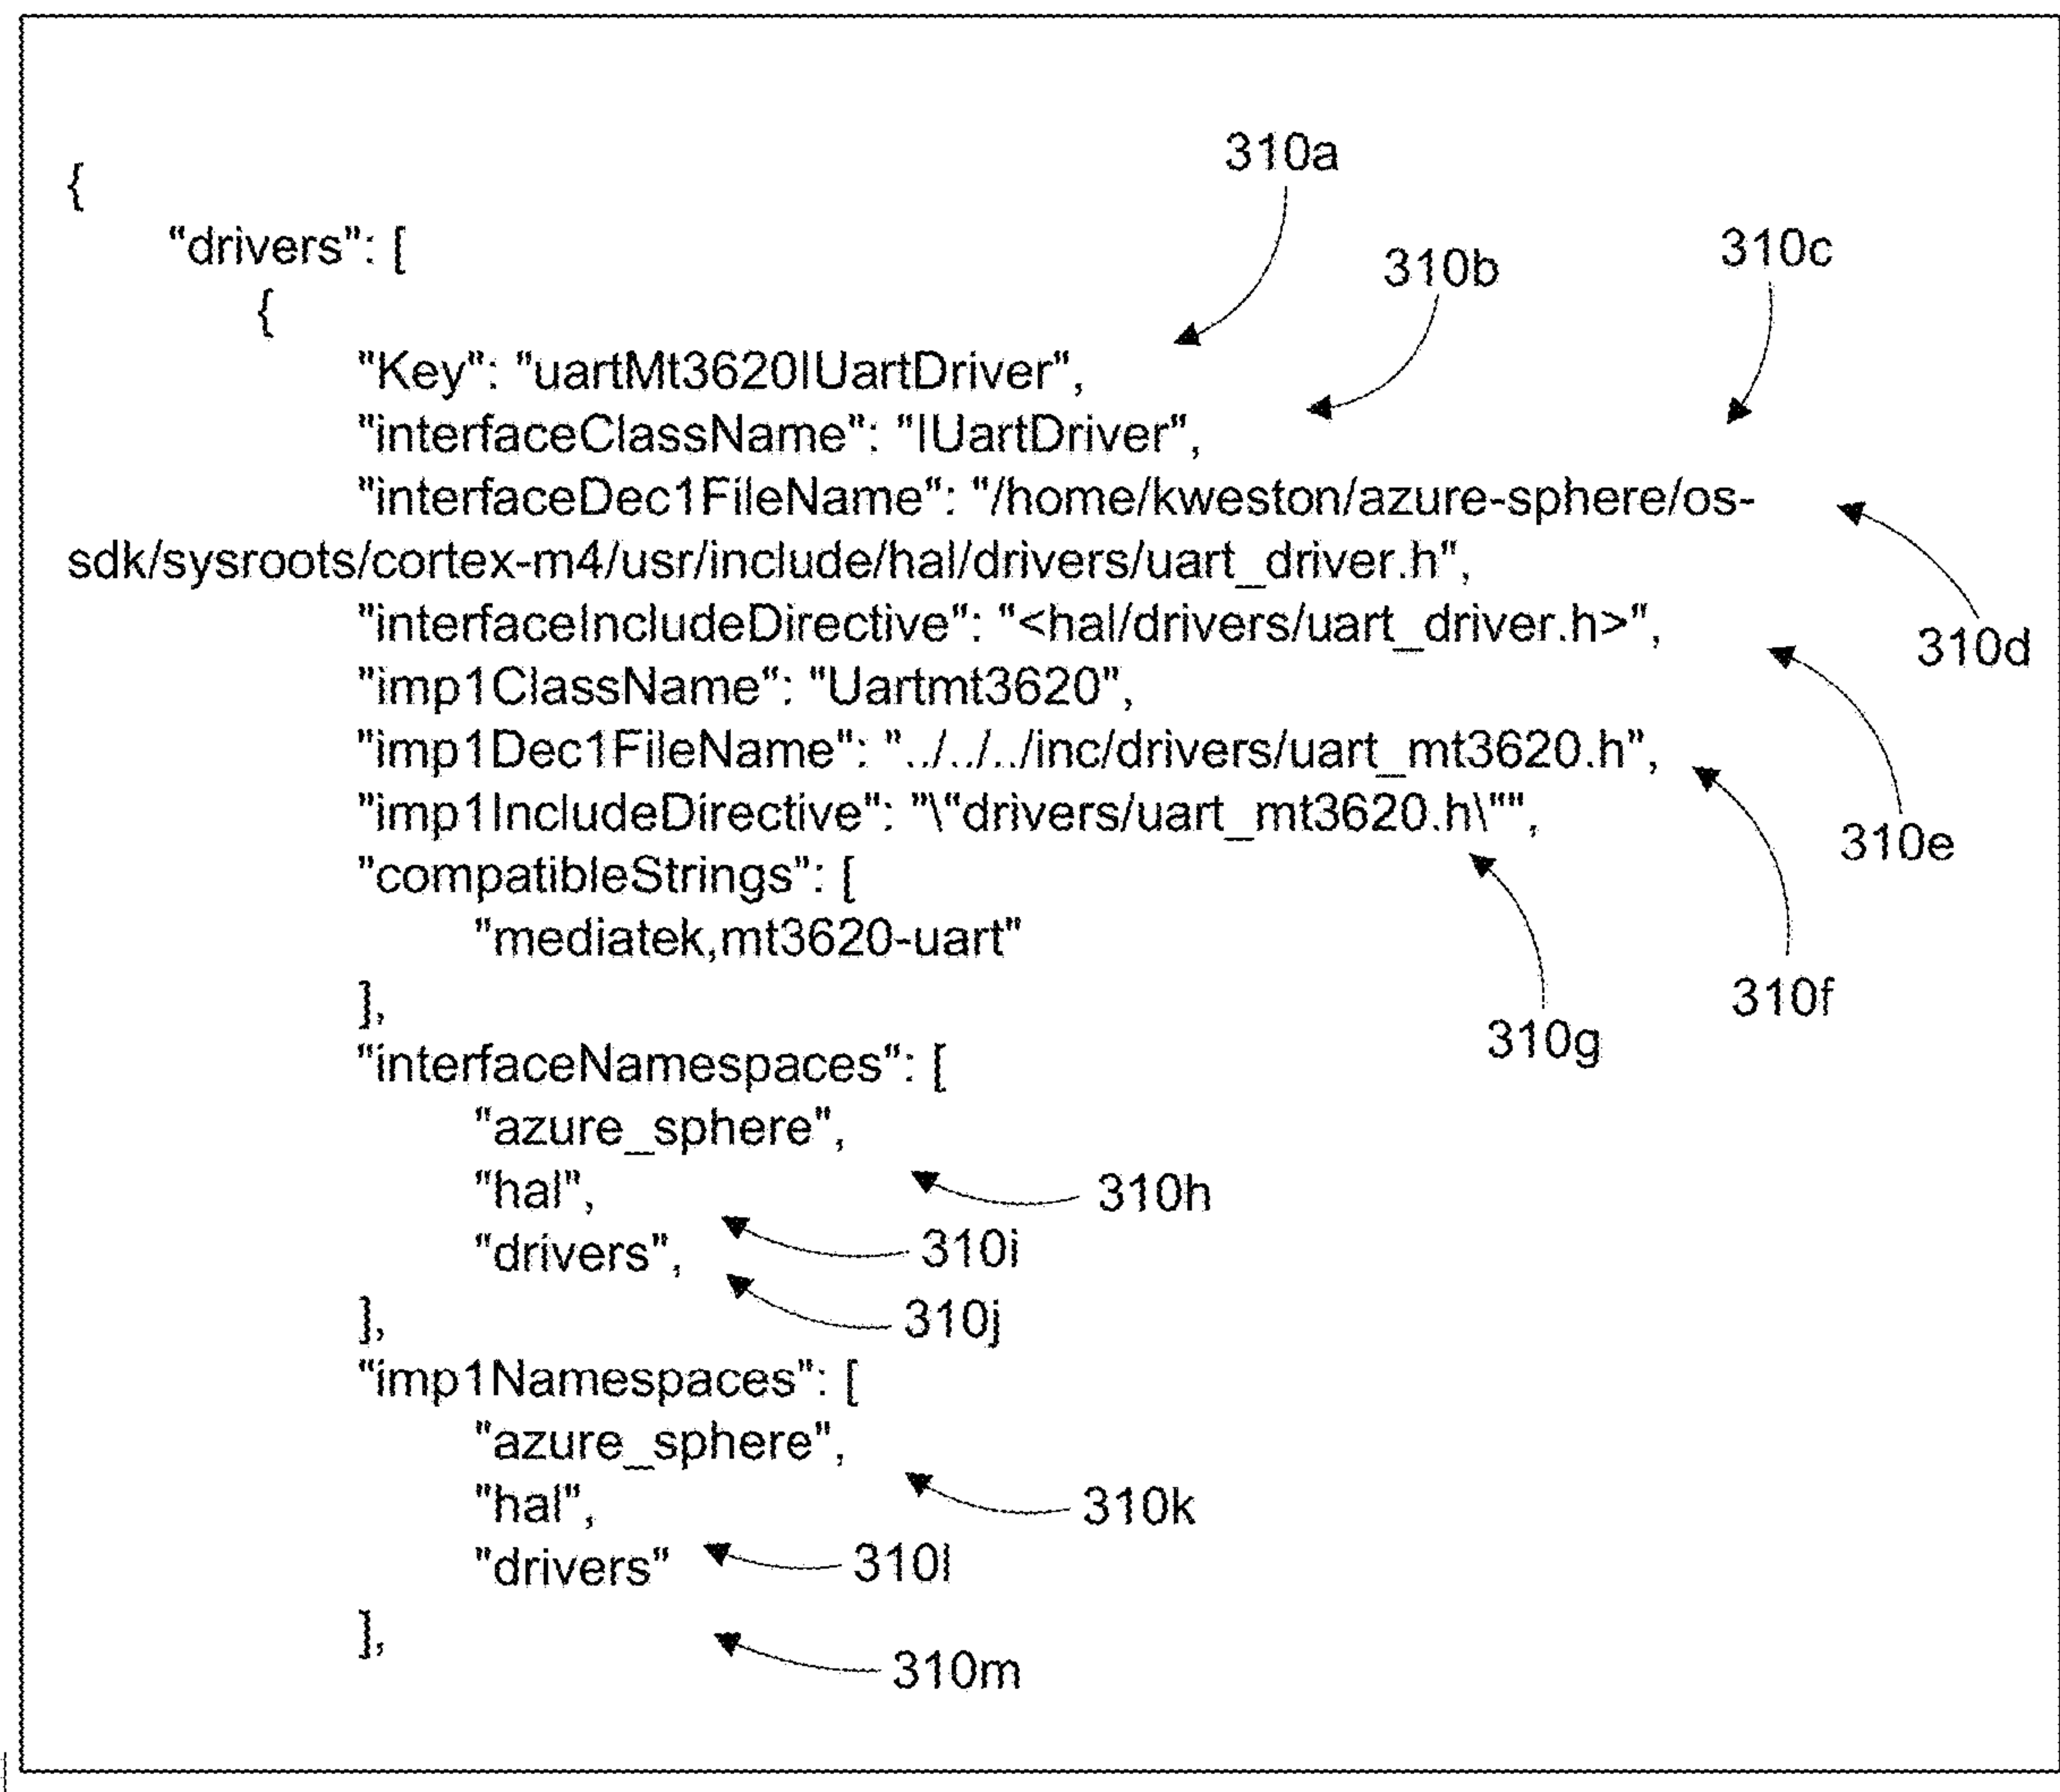 310a
{
"drivers": [
310c
310b
{
"Key": "uartMt3620IUartDriver",
"interfaceClassName": "IUartDriver",
"interfaceDec1FileName": "/home/kweston/azure-sphere/os-
sdk/sysroots/cortex-m4/usr/include/hal/drivers/uart_driver.h",
"interfaceIncludeDirective": "<hal/drivers/uart_driver.h>",
310d
"imp1ClassName": "Uartmt3620",
"imp1Dec1FileName": "../../../inc/drivers/uart_mt3620.h",
"imp1IncludeDirective": "\"drivers/uart_mt3620.h\"",
310e
"compatibleStrings": [
"mediatek,mt3620-uart"
],
310f
310g
"interfaceNamespaces": [
"azure_sphere",
"hal",
310h
"drivers",
310i
],
310j
"imp1Namespaces": [
"azure_sphere",
"hal",
310k
"drivers"
310l
],
310m